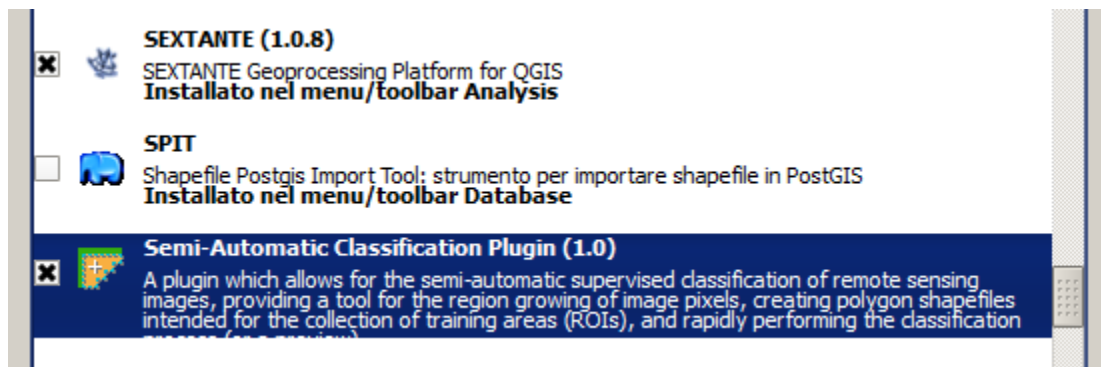 SEXTANTE (1.0.8)
SEXTANTE Geoprocessing Platform for QGIS
Installato nel menu/toolbar Analysis
SPIT
Shapefile Postgis Import Tool: strumento per importare shapefile in PostGIS
Installato nel menu/toolbar Database
Semi-Automatic Classification Plugin (1.0)
A plugin which allows for the semi-automatic supervised classification of remote sensing
images, providing a tool for the region growing of image pixels, creating polygon shapefiles
intended for the collection of training areas (ROIs), and rapidly performing the classification
process (or a preview)